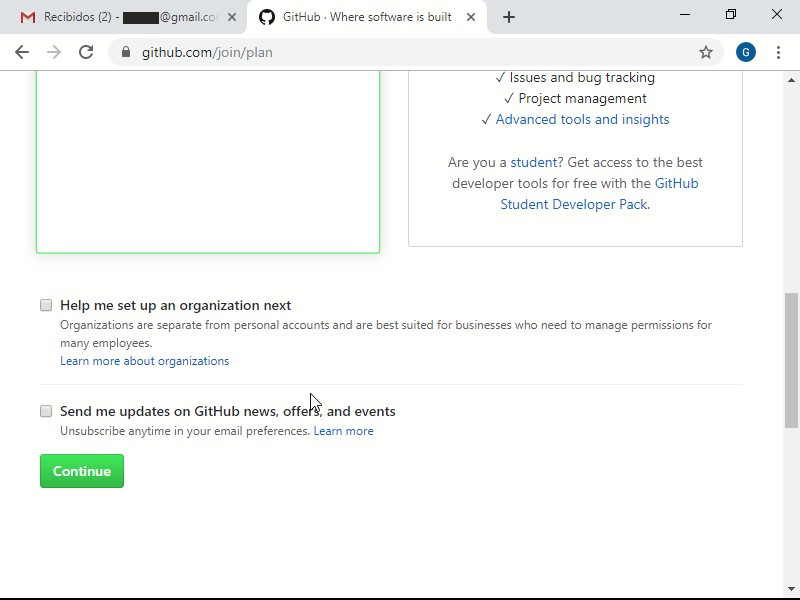 Recibidos (2) - @gmail.co
GitHub · Where software is built
github.com/join/plan
G
✓ Issues and bug tracking
✓ Project management
✓ Advanced tools and insights
Are you a student? Get access to the best
developer tools for free with the GitHub
Student Developer Pack.
Help me set up an organization next
Organizations are separate from personal accounts and are best suited for businesses who need to manage permissions for
many employees.
Learn more about organizations
Send me updates on GitHub news, offers, and events
Unsubscribe anytime in your email preferences. Learn more
Continue